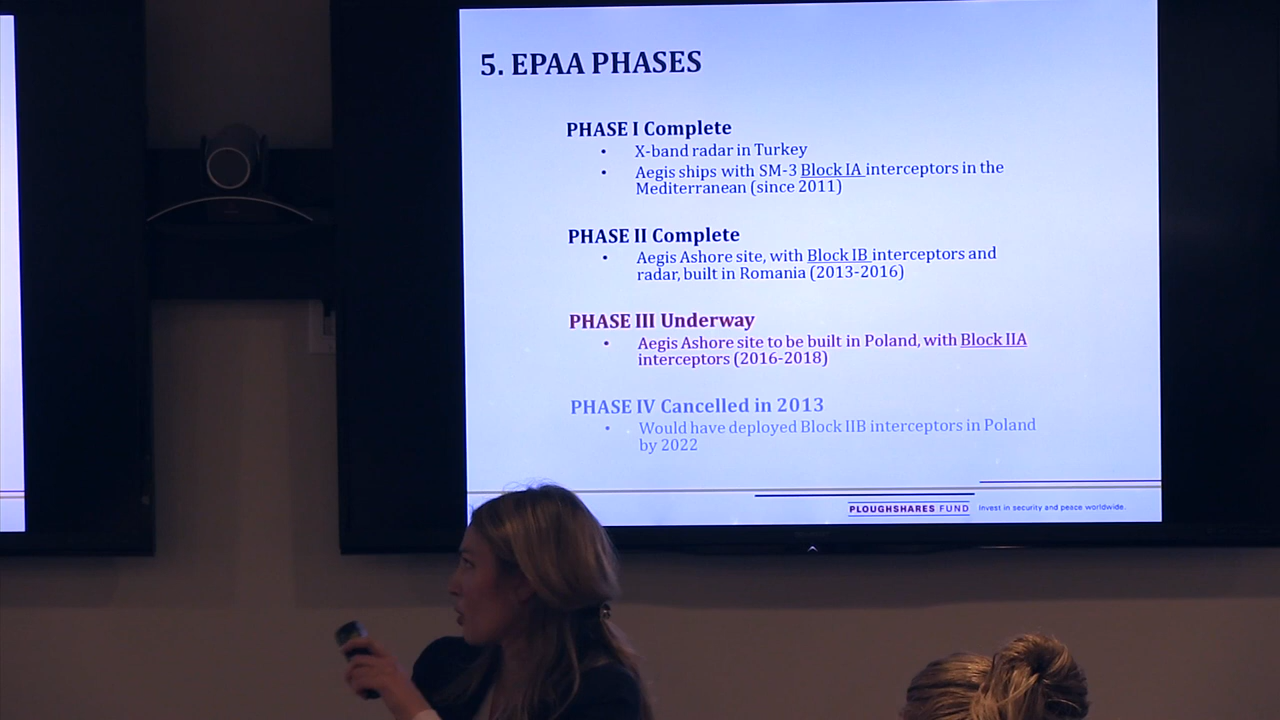 5. EPAA PHASES
PHASE I Complete
• X-band radar in Turkey
• Aegis ships with SM-3 Block IA interceptors in the
Mediterranean (since 2011)
PHASE II Complete
• Aegis Ashore site, with Block IB interceptors and
radar, built in Romania (2013-2016)
PHASE III Underway
• Aegis Ashore site to be built in Poland, with Block IIA
interceptors (2016-2018)
PHASE IV Cancelled in 2013
• Would have deployed Block IIB interceptors in Poland
by 2022
PLOUGHSHARES FUND Invest in security and peace worldwide.